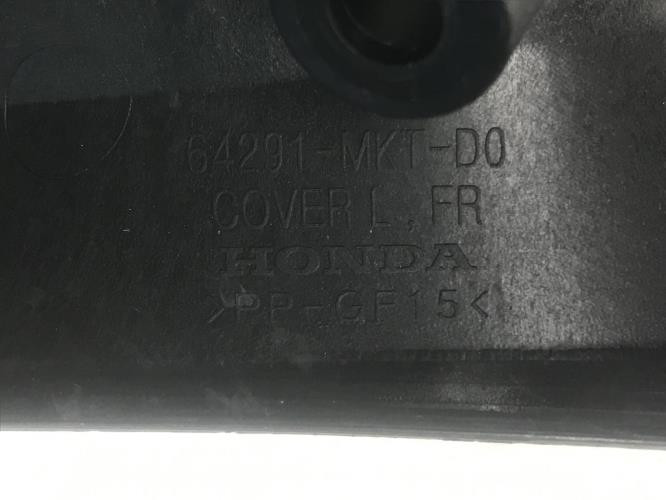 64291-MKT-D0
COVER L , FR
HONDA
>PP-GF15<